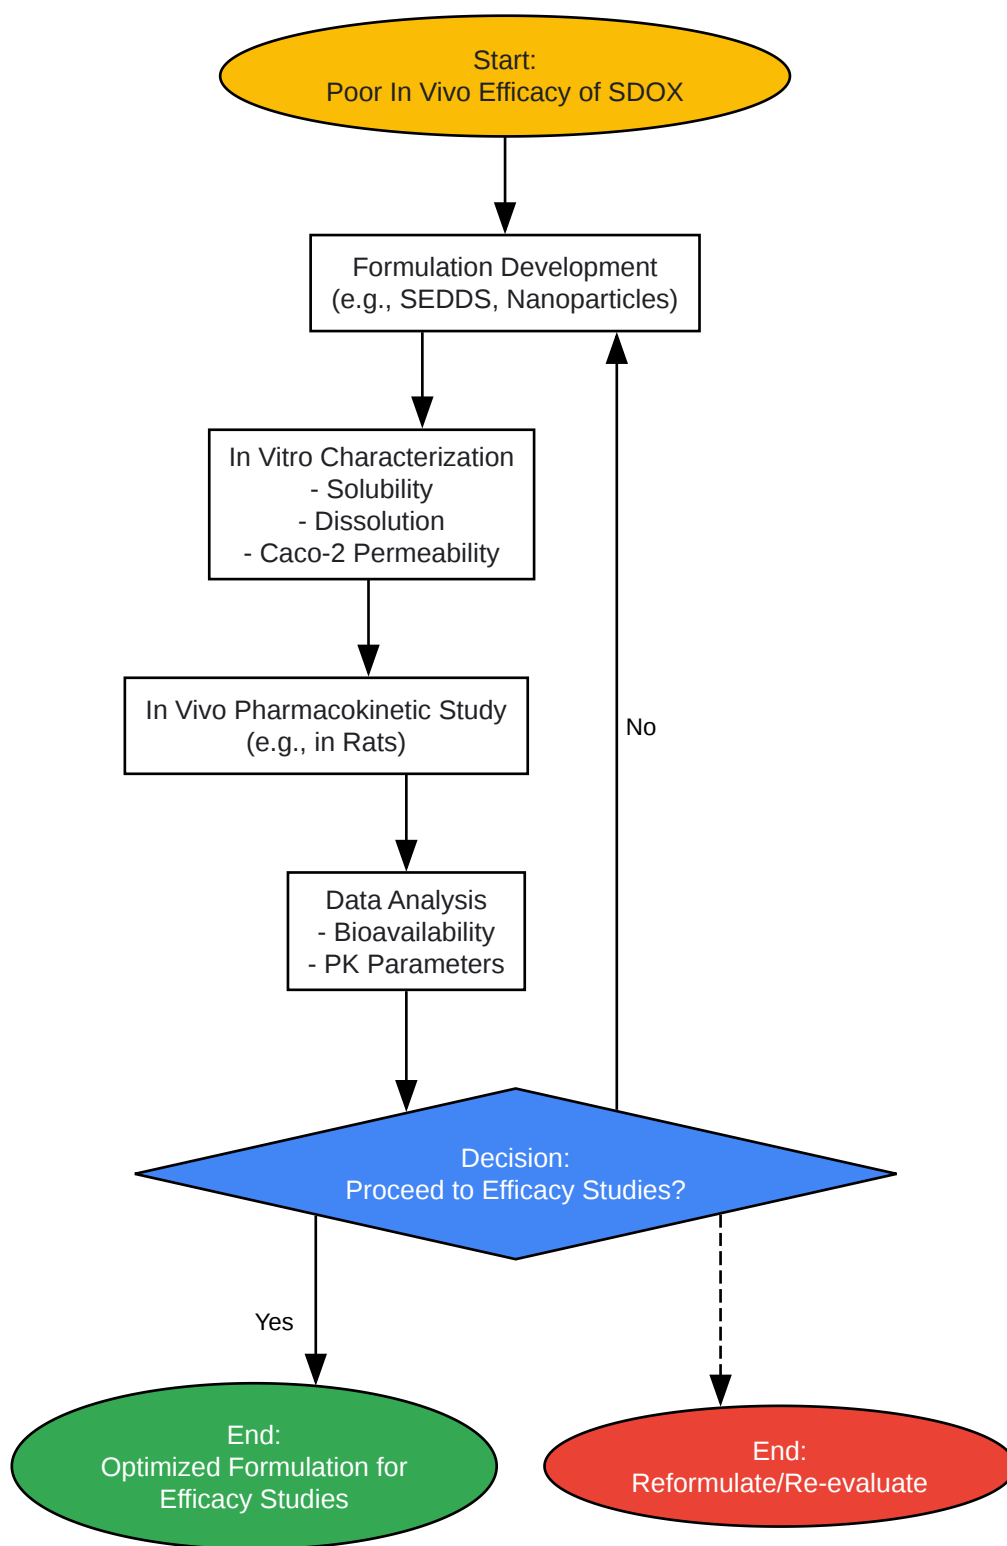 Start:
Poor In Vivo Efficacy of SDOX
Formulation Development
(e.g., SEDDS, Nanoparticles)
In Vitro Characterization
- Solubility
- Dissolution
- Caco-2 Permeability
In Vivo Pharmacokinetic Study
(e.g., in Rats)
No
Data Analysis
- Bioavailability
- PK Parameters
Decision:
Proceed to Efficacy Studies?
Yes
End:
Optimized Formulation for
Efficacy Studies
End:
Reformulate/Re-evaluate